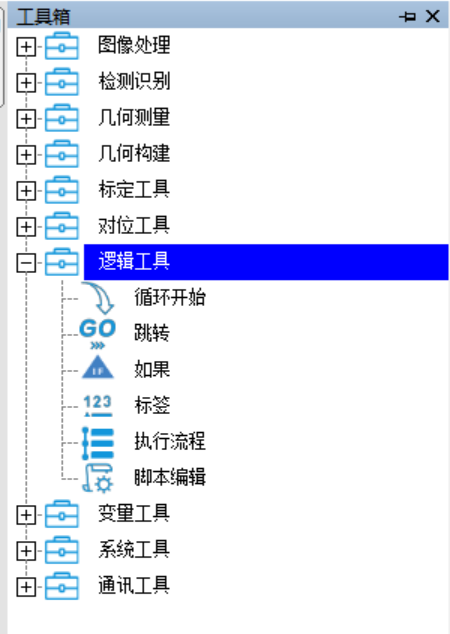 工具箱
图像处理
检测识别
几何测量
几何构建
标定工具
对位工具
逻辑工具
循环开始
GO 跳转
IF 如果
123 标签
执行流程
脚本编辑
变量工具
系统工具
通讯工具